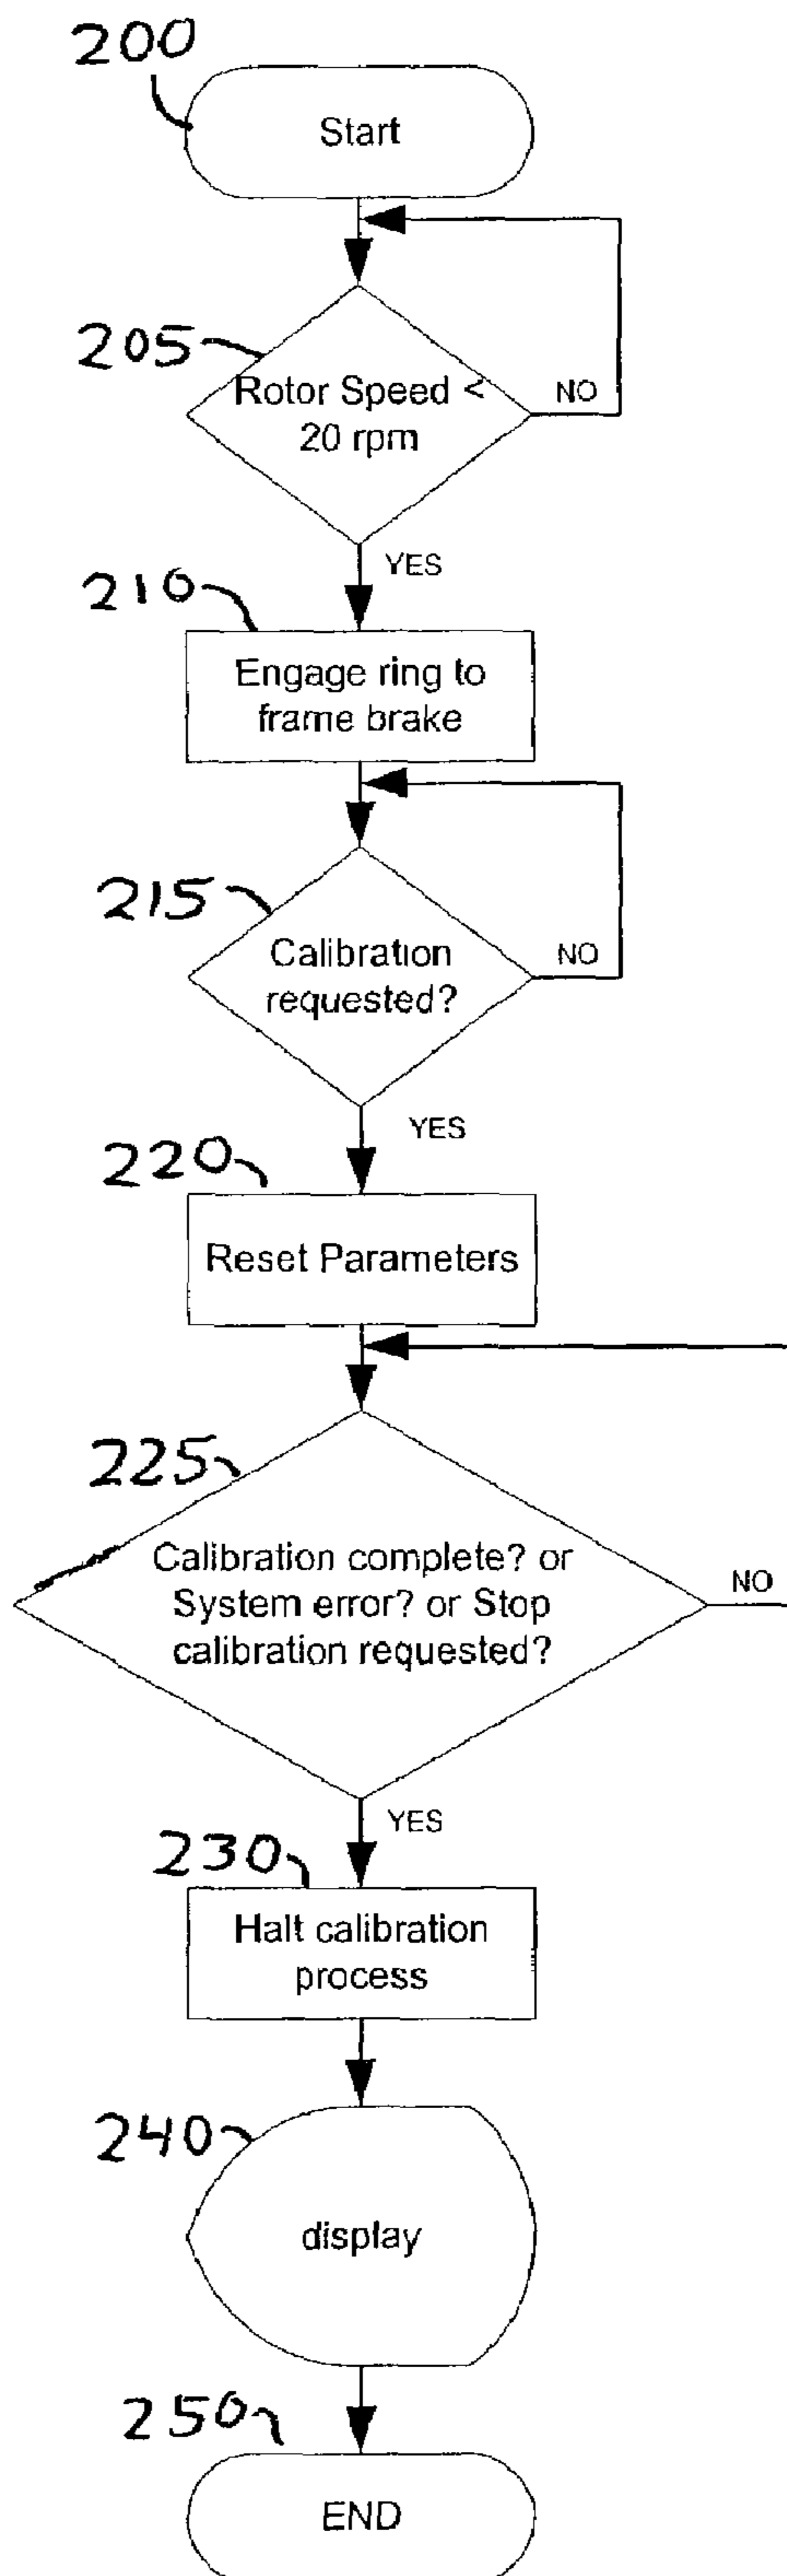 200
Start
205
Rotor Speed <
20 rpm
NO
YES
210
Engage ring to
frame brake
215
Calibration
requested?
NO
YES
220
Reset Parameters
225
Calibration complete? or
System error? or Stop
calibration requested?
NO
YES
230
Halt calibration
process
240
display
250
END